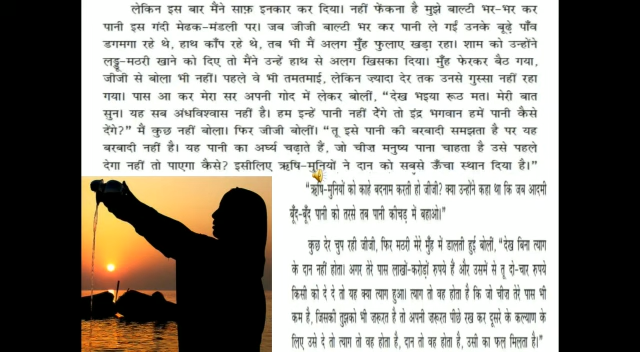 लेकिन इस बार मैंने साफ़ इनकार कर दिया। नहीं फेंकना है मुझे बाल्टी भर-भर कर
पानी इस गंदी मेढक-मंडली पर। जब जीजी बाल्टी भर कर पानी ले गईं उनके बूढ़े पाँव
डगमगा रहे थे, हाथ काँप रहे थे, तब भी मैं अलग मुँह फुलाए खड़ा रहा। शाम को उन्होंने
लड्डू-मठरी खाने को दिए तो मैंने उन्हें हाथ से अलग खिसका दिया। मुँह फेरकर बैठ गया,
जीजी से बोला भी नहीं। पहले वे भी तमतमाई, लेकिन ज्यादा देर तक उनसे गुस्सा नहीं रहा
गया। पास आ कर मेरा सर अपनी गोद में लेकर बोलीं, “देख भइया रूठ मत। मेरी बात
सुन। यह सब अंधविश्वास नहीं है। हम इन्हें पानी नहीं देंगे तो इंद्र भगवान हमें पानी कैसे
देंगे?” मैं कुछ नहीं बोला। फिर जीजी बोलीं। “तू इसे पानी की बरबादी समझता है पर यह
बरबादी नहीं है। यह पानी का अर्घ्य चढ़ाते हैं, जो चीज़ मनुष्य पाना चाहता है उसे पहले
देगा नहीं तो पाएगा कैसे? इसीलिए ऋषि-मुनियों ने दान को सबसे ऊँचा स्थान दिया है।”
“ऋषि-मुनियों को काहे बदनाम करती हो जीजी? क्या उन्होंने कहा था कि जब आदमी
बूँद-बूँद पानी को तरसे तब पानी कीचड़ में बहाओ।”
कुछ देर चुप रही जीजी, फिर मठरी मेरे मुँह में डालती हुई बोलीं, “देख बिना त्याग
के दान नहीं होता। अगर तेरे पास लाखों-करोड़ों रुपये हैं और उसमें से तू दो-चार रुपये
किसी को दे दे तो यह क्या त्याग हुआ। त्याग तो वह होता है कि जो चीज़ तेरे पास भी
कम है, जिसकी तुझको भी ज़रूरत है तो अपनी ज़रूरत पीछे रख कर दूसरे के कल्याण के
लिए उसे दे तो त्याग तो वह होता है, दान तो वह होता है, उसी का फल मिलता है।”